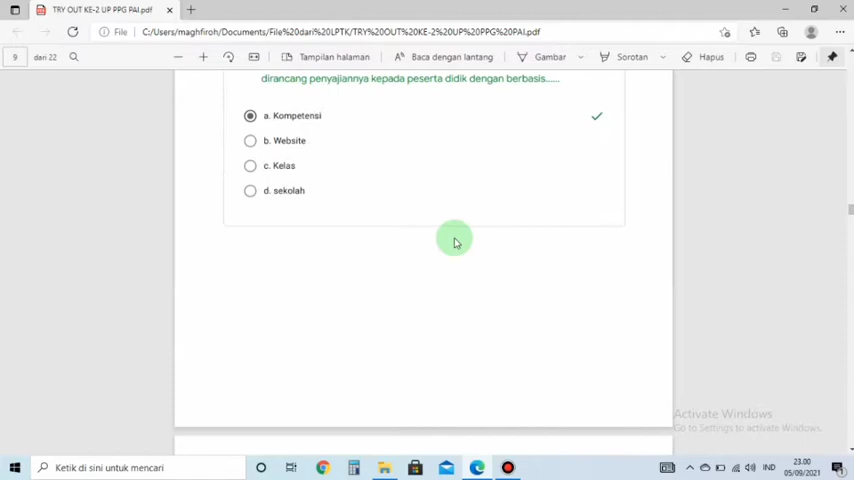 TRY OUT KE-2 UP PPG PAI.pdf
File
C:/Users/maghfiroh/Documents/File%20dari%20LPTK/TRY%20OUT%20KE-2%20UP%20PPG%20PAI.pdf
9
dari 22
Tampilan halaman
Baca dengan lantang
Gambar
Sorotan
Hapus
dirancang penyajiannya kepada peserta didik dengan berbasis......
a. Kompetensi
b. Website
c. Kelas
d. sekolah
Activate Windows
Go to Settings to activate Windows.
Ketik di sini untuk mencari
IND
23.00
05/09/2021